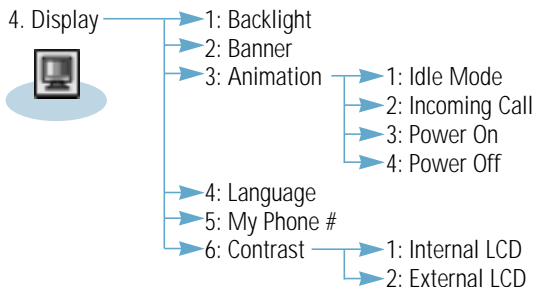 4. Display
1: Backlight
2: Banner
3: Animation
1: Idle Mode
2: Incoming Call
3: Power On
4: Power Off
4: Language
5: My Phone #
6: Contrast
1: Internal LCD
2: External LCD